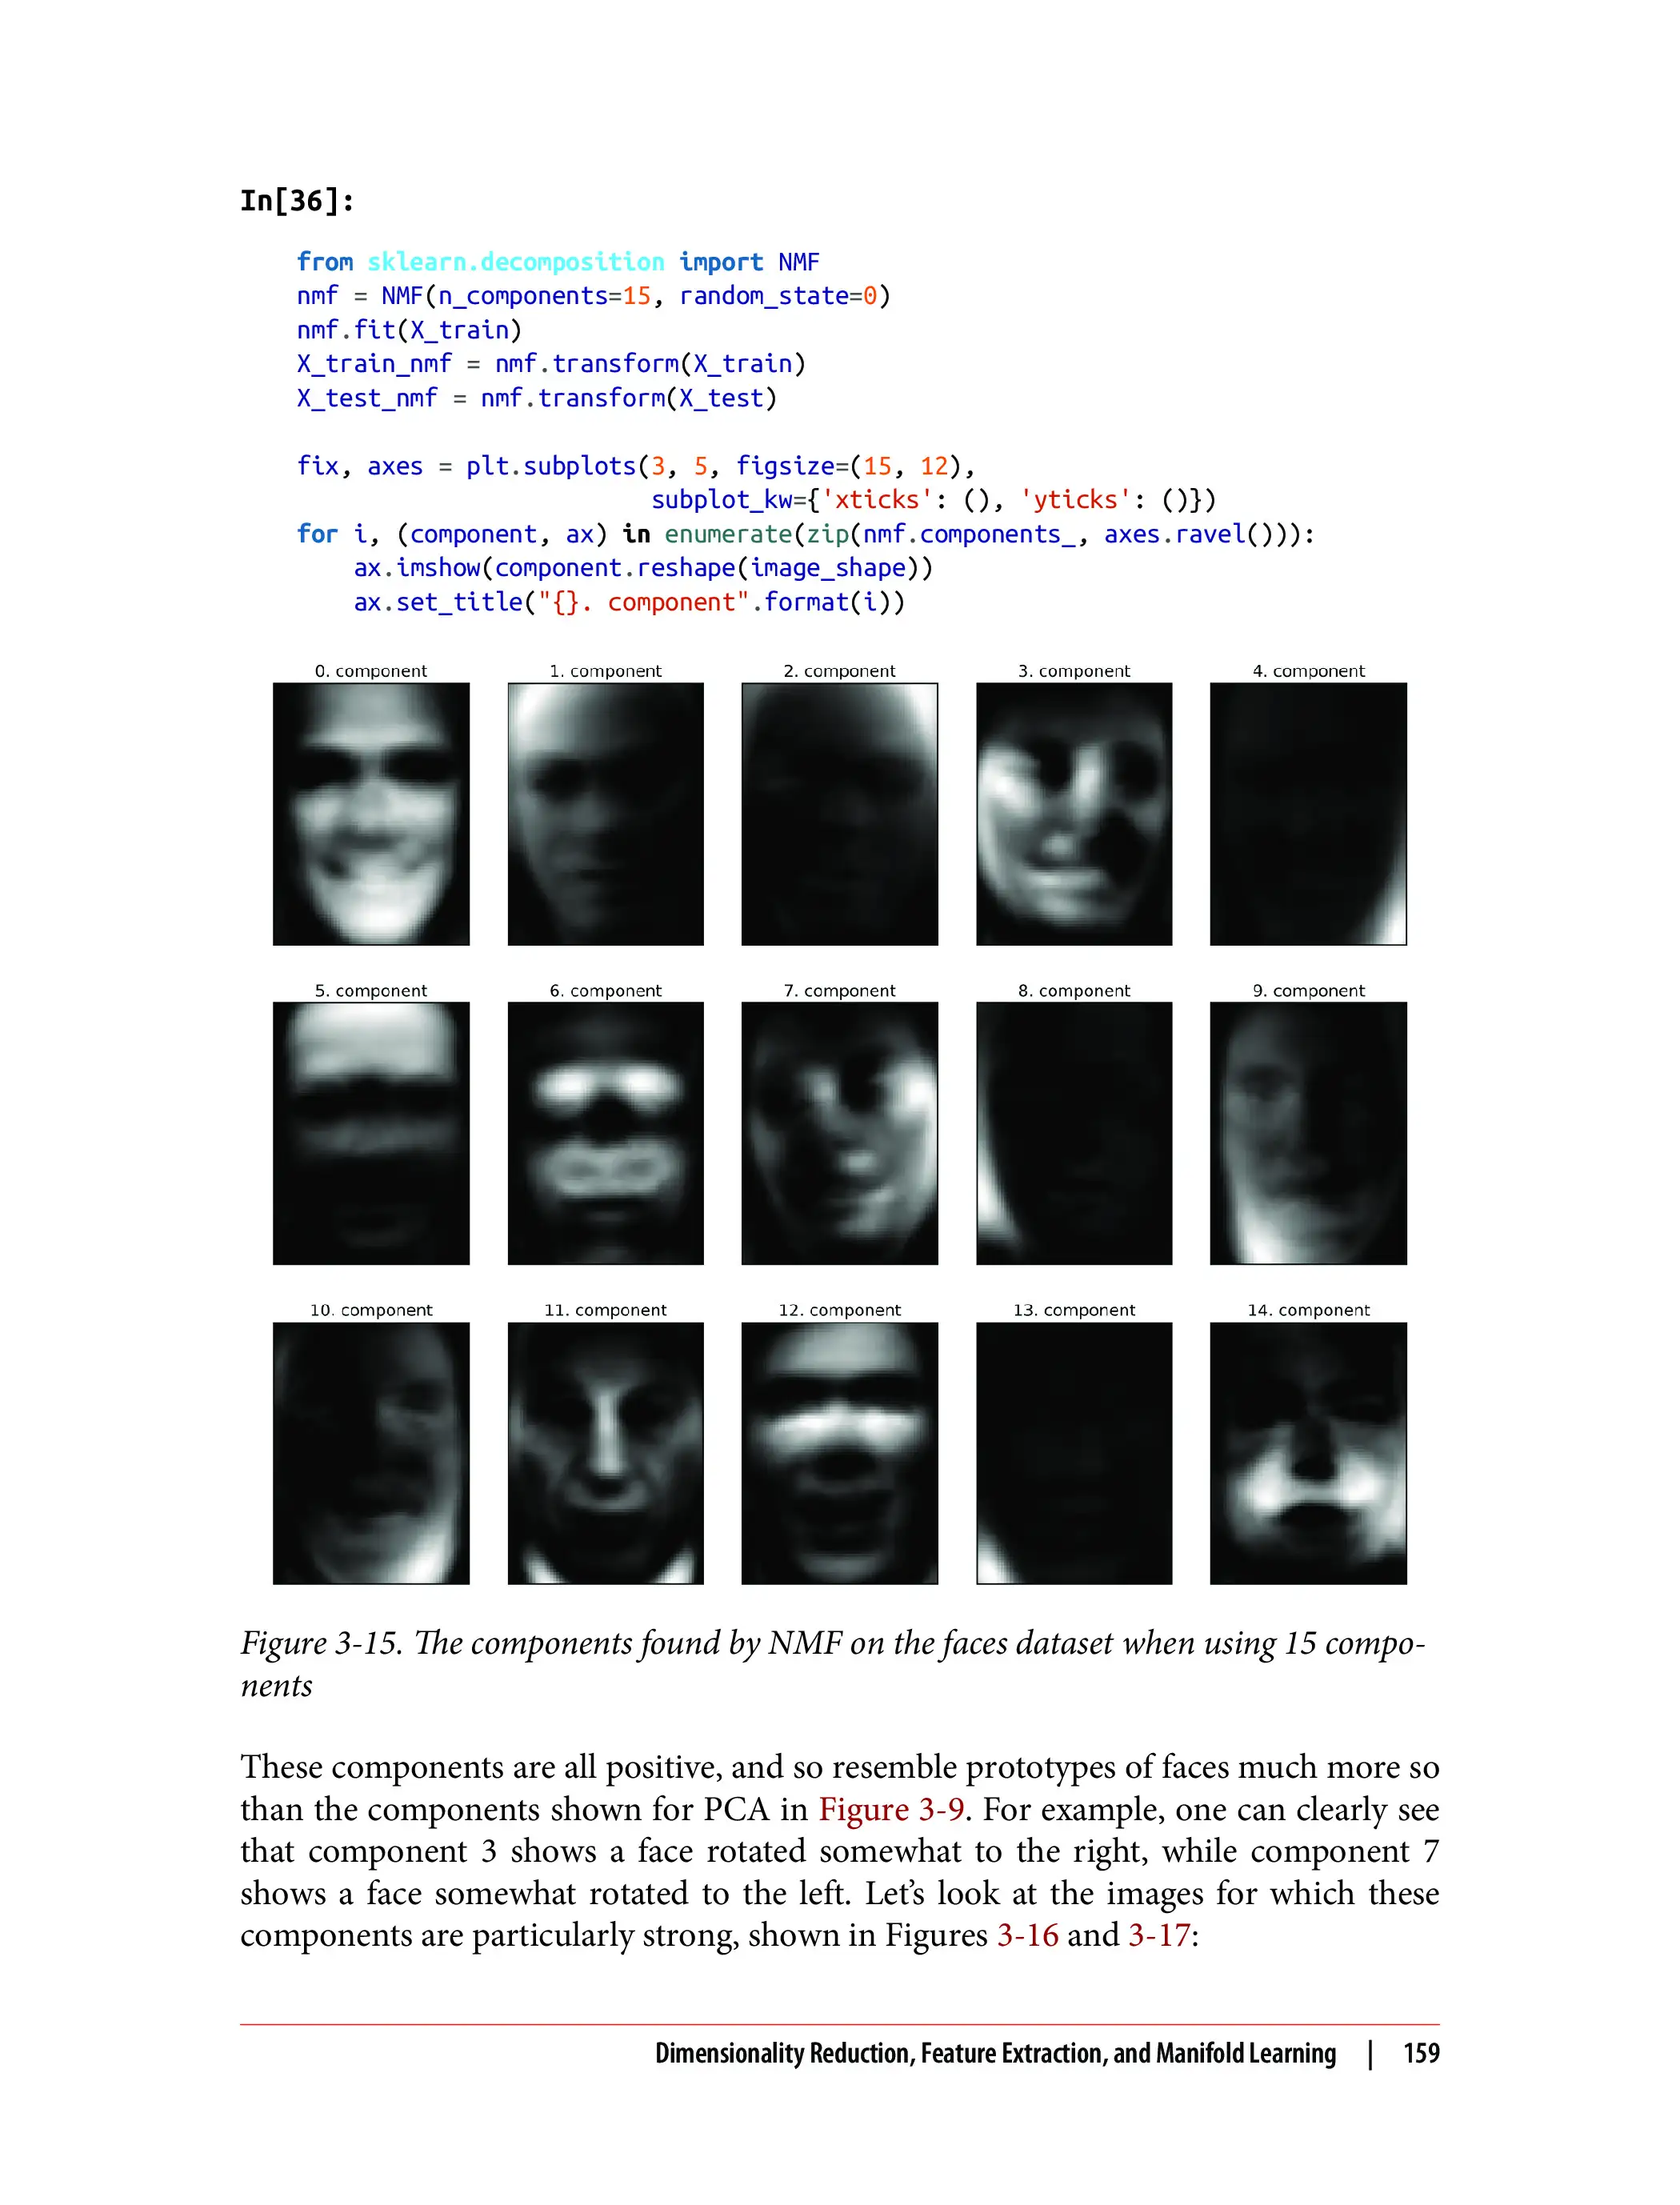 In[36]:
from sklearn.decomposition import NMF
nmf = NMF(n_components=15, random_state=0)
nmf.fit(X_train)
X_train_nmf = nmf.transform(X_train)
X_test_nmf = nmf.transform(X_test)
fix, axes = plt.subplots(3, 5, figsize=(15, 12),
subplot_kw={'xticks': (), 'yticks': ()})
for i, (component, ax) in enumerate(zip(nmf.components_, axes.ravel())):
ax.imshow(component.reshape(image_shape))
ax.set_title("{}. component".format(i))
0. component 1. component 2. component 3. component 4. component
5. component 6. component 7. component 8. component 9. component
10. component 11. component 12. component 13. component 14. component
Figure 3-15. The components found by NMF on the faces dataset when using 15 compo-
nents
These components are all positive, and so resemble prototypes of faces much more so
than the components shown for PCA in Figure 3-9. For example, one can clearly see
that component 3 shows a face rotated somewhat to the right, while component 7
shows a face somewhat rotated to the left. Let’s look at the images for which these
components are particularly strong, shown in Figures 3-16 and 3-17:
Dimensionality Reduction, Feature Extraction, and Manifold Learning | 159